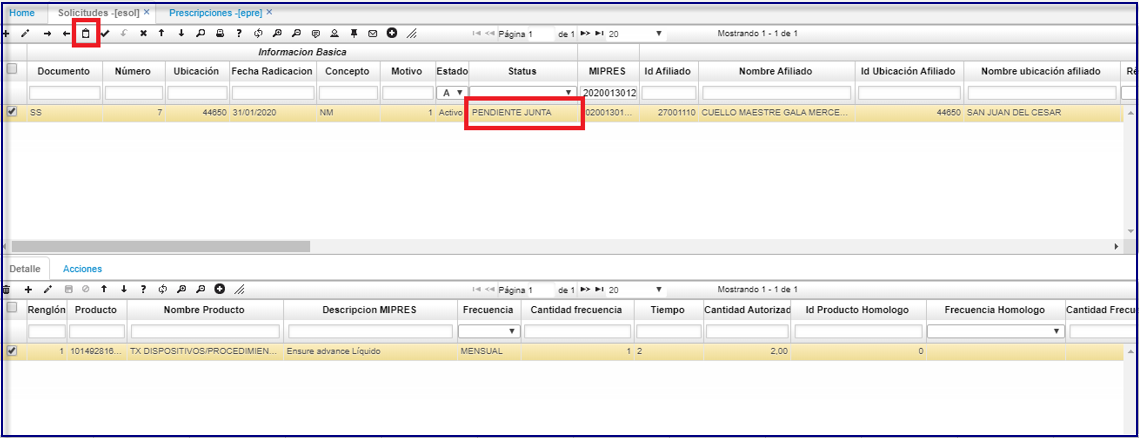 Home Solicitudes -[esol] × Prescripciones -[epre] ×
? Página 1 de 1 20 Mostrando 1 - 1 de 1
Informacion Basica
Documento Número Ubicación Fecha Radicacion Concepto Motivo Estado Status MIPRES Id Afiliado Nombre Afiliado Id Ubicación Afiliado Nombre ubicación afiliado Ré
A 2020013012
SS 7 44650 31/01/2020 NM 1 Activo PENDIENTE JUNTA 02001301... 27001110 CUELLO MAESTRE GALA MERCE... 44650 SAN JUAN DEL CESAR
Detalle Acciones
? Página 1 de 1 20 Mostrando 1 - 1 de 1
Renglón Producto Nombre Producto Descripcion MIPRES Frecuencia Cantidad frecuencia Tiempo Cantidad Autorizad Id Producto Homologo Frecuencia Homologo Cantidad Frecu
1 101492816... TX DISPOSITIVOS/PROCEDIMIEN... Ensure advance Líquido MENSUAL 1 2 2,00 0